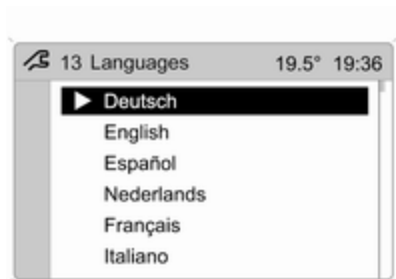 13 Languages 19.5° 19:36
Deutsch
English
Español
Nederlands
Français
Italiano